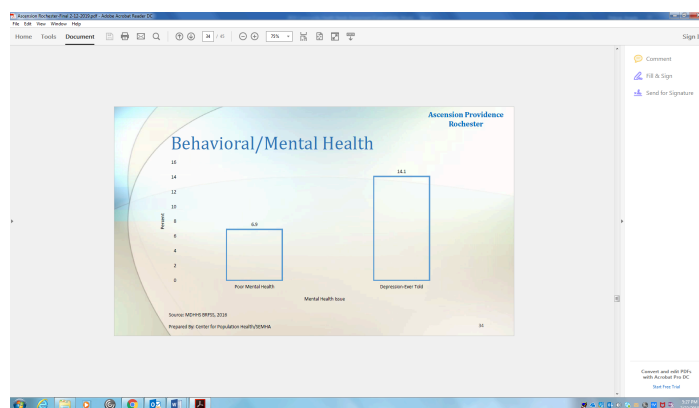 Ascension Rochester-Final 2-12-2019.pdf - Adobe Acrobat Reader DC
File Edit View Window Help
Home Tools Document 34 / 45 75% Sign I
Comment
Fill & Sign
Send for Signature
Ascension Providence
Rochester
Behavioral/Mental Health
Percent
16
14
12
10
8
6
4
2
0
6.9
14.1
Poor Mental Health
Depression-Ever Told
Mental Health Issue
Source: MDHHS BRFSS, 2016
Prepared By: Center for Population Health/SEMHA
34
Convert and edit PDFs
with Acrobat Pro DC
Start Free Trial